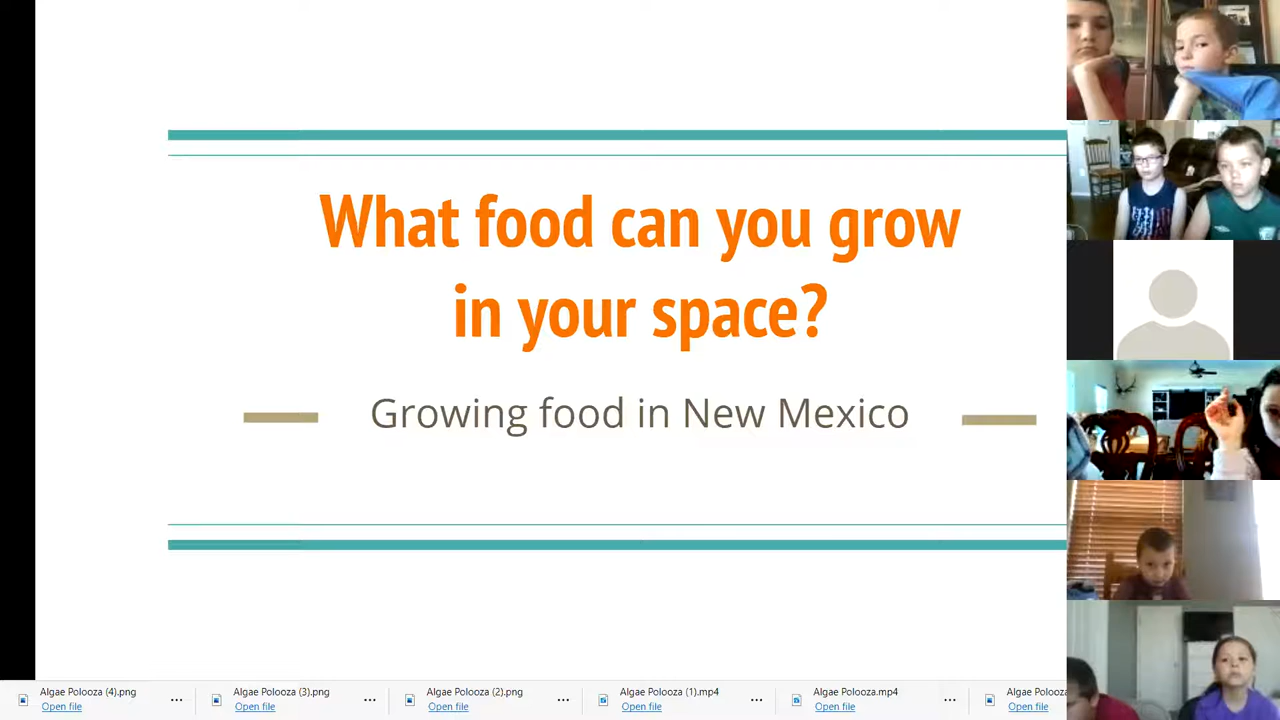 What food can you grow
in your space?
Growing food in New Mexico
Algae Polooza (4).png
Open file
Algae Polooza (3).png
Open file
Algae Polooza (2).png
Open file
Algae Polooza (1).mp4
Open file
Algae Polooza.mp4
Open file
Algae Polooza
Open file